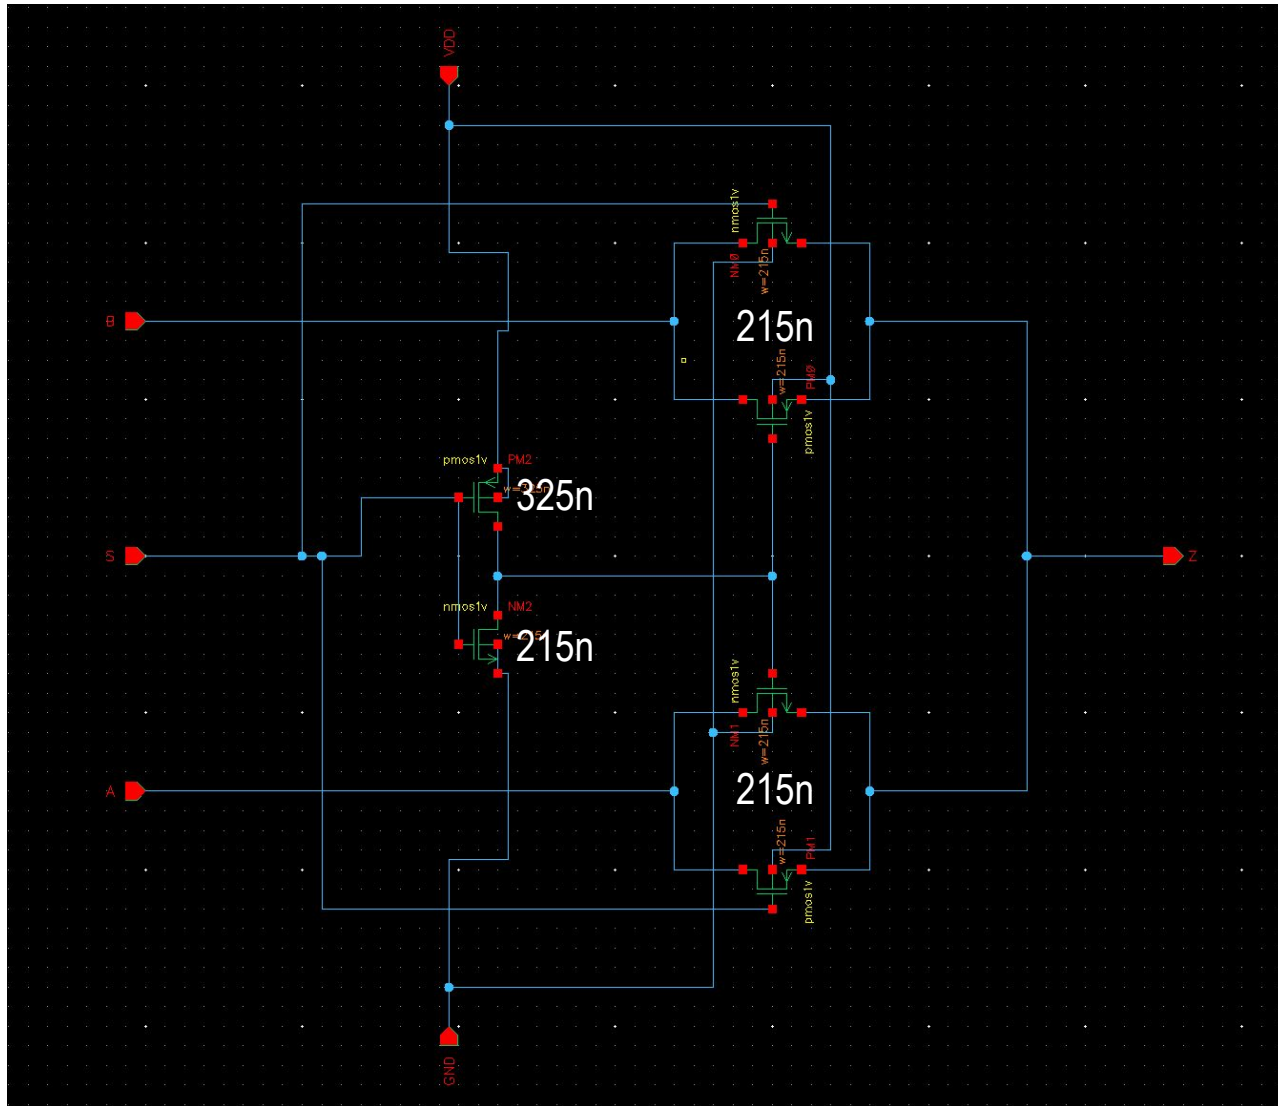 VDD
nmos1v
NM0
w=215n
B
215n
w=215n
PM0
pmos1v
pmos1v
PM2
325n
S
Z
nmos1v
NM2
215n
nmos1v
NM1
w=215n
A
215n
w=215n
PM1
pmos1v
GND